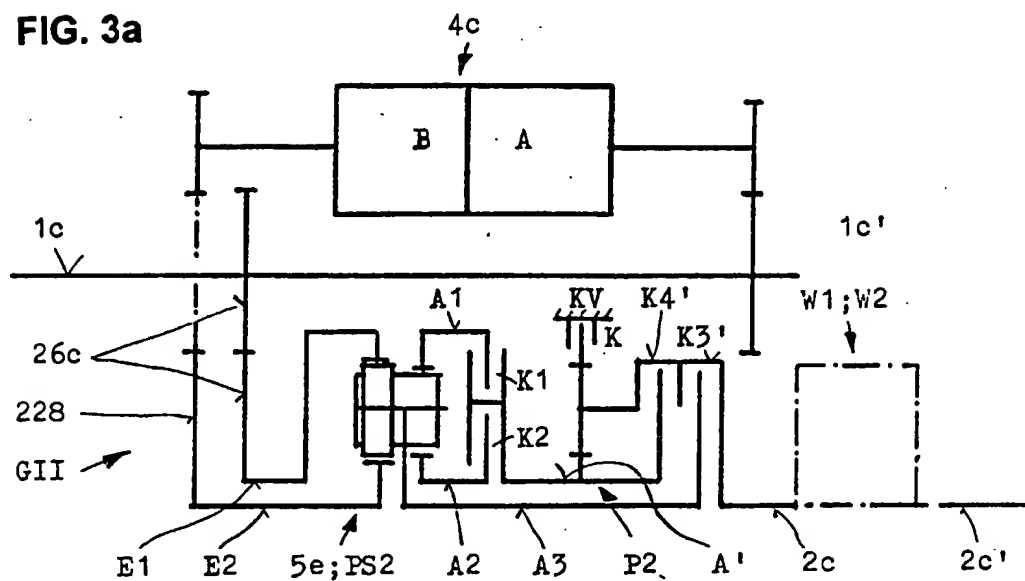 FIG. 3a
4c
B A
1c 1c'
A1 KV K4' W1;W2
K K3'
26c
K1
228
K2
GII
E1 E2 5e;PS2 A2 A3 P2 A' 2c 2c'